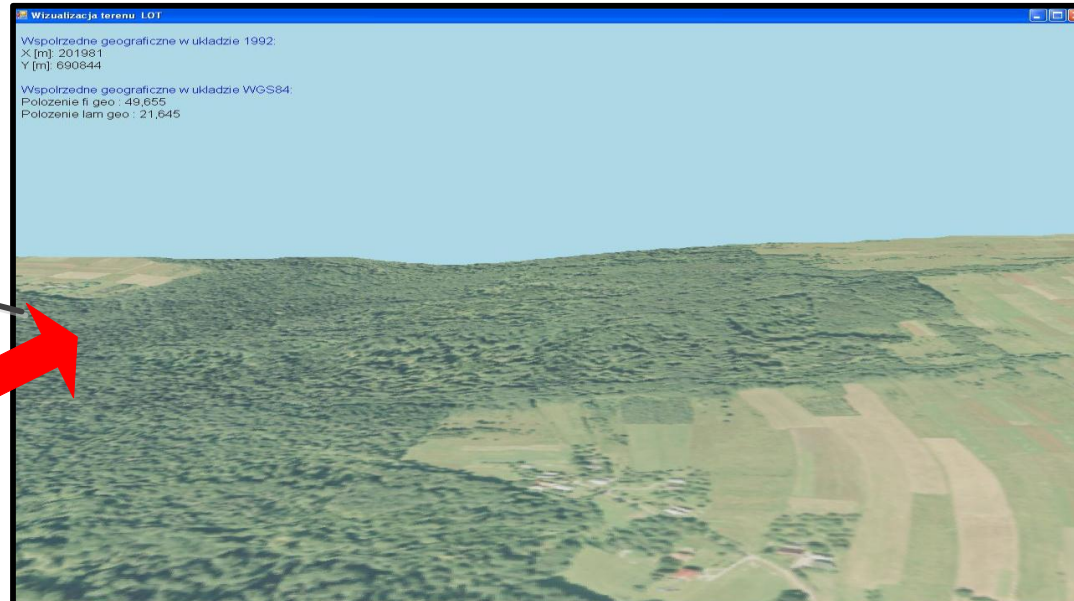 Wizualizacja terenu LOT
Wspolrzedne geograficzne w ukladzie 1992:
X [m]: 201981
Y [m]: 690844
Wspolrzedne geograficzne w ukladzie WGS84:
Polozenie fi geo : 49,655
Polozenie lam geo : 21,645